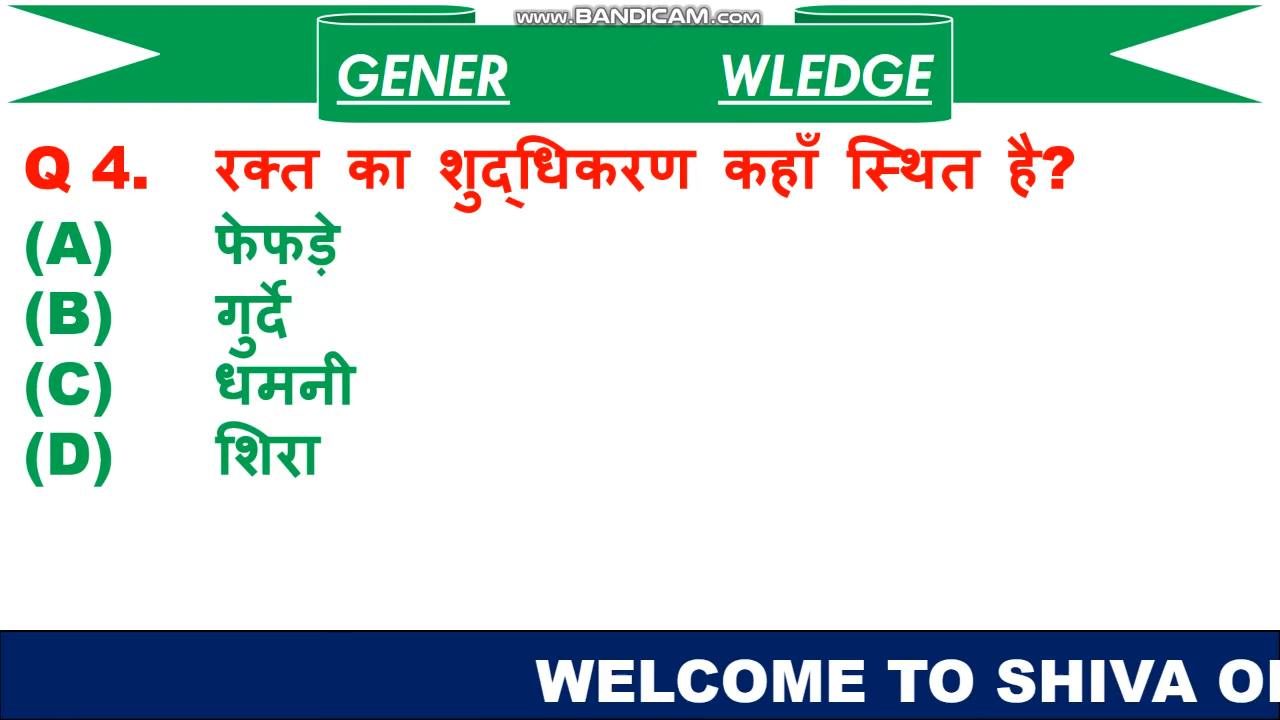 www.BANDICAM.com
GENER WLEDGE
Q 4. रक्त का शुद्‌धिकरण कहाँ स्थित है?
(A) फेफड़े
(B) गुर्दे
(C) धमनी
(D) शिरा
WELCOME TO SHIVA